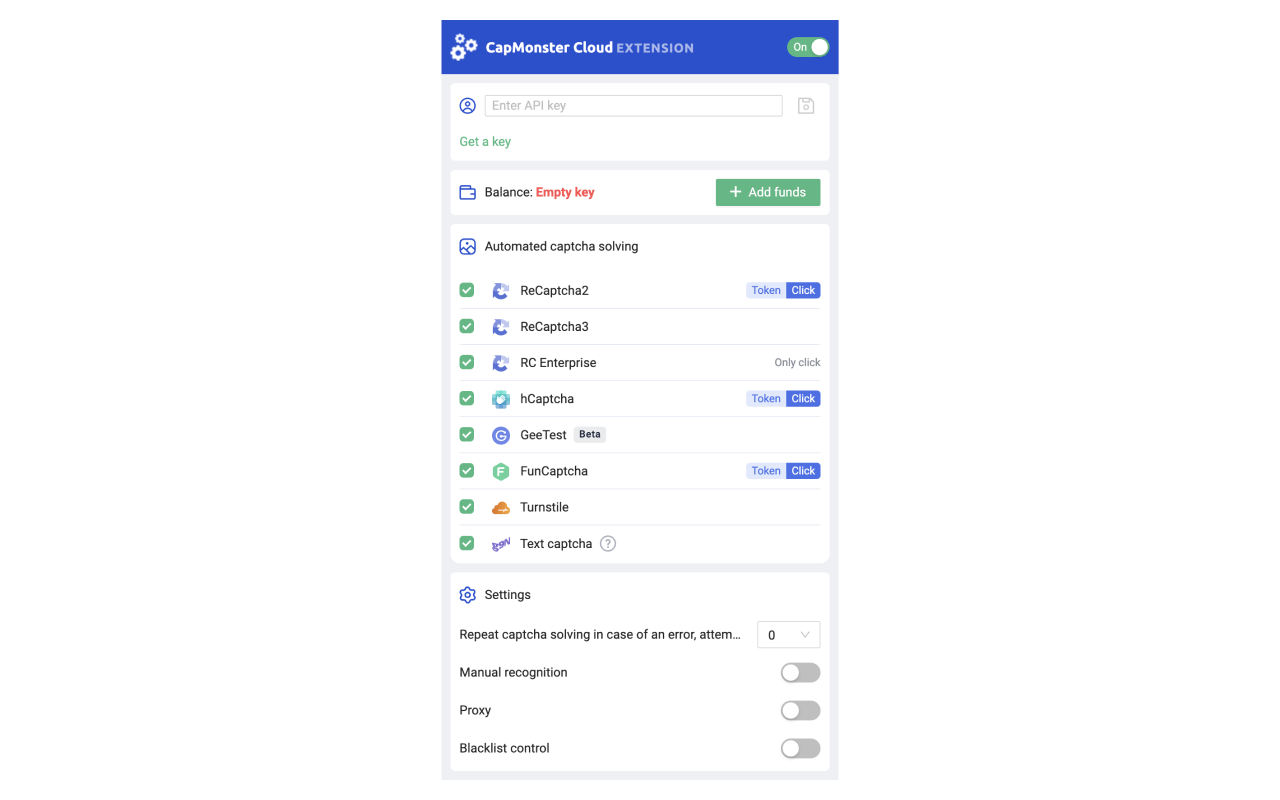 CapMonster Cloud EXTENSION On
Enter API key
Get a key
Balance: Empty key + Add funds
Automated captcha solving
ReCaptcha2 Token Click
ReCaptcha3
RC Enterprise Only click
hCaptcha Token Click
G GeeTest Beta
F FunCaptcha Token Click
Turnstile
Text captcha ?
Settings
Repeat captcha solving in case of an error, attem... 0
Manual recognition
Proxy
Blacklist control